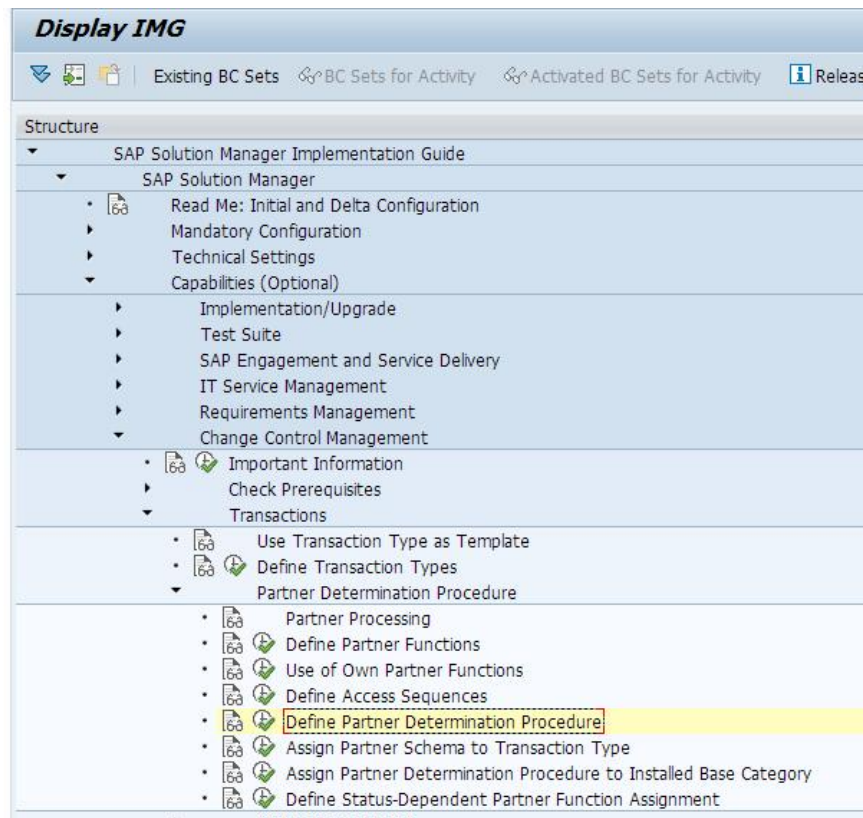 Display IMG
Existing BC Sets BC Sets for Activity Activated BC Sets for Activity Releas
Structure
SAP Solution Manager Implementation Guide
SAP Solution Manager
Read Me: Initial and Delta Configuration
Mandatory Configuration
Technical Settings
Capabilities (Optional)
Implementation/Upgrade
Test Suite
SAP Engagement and Service Delivery
IT Service Management
Requirements Management
Change Control Management
Important Information
Check Prerequisites
Transactions
Use Transaction Type as Template
Define Transaction Types
Partner Determination Procedure
Partner Processing
Define Partner Functions
Use of Own Partner Functions
Define Access Sequences
Define Partner Determination Procedure
Assign Partner Schema to Transaction Type
Assign Partner Determination Procedure to Installed Base Category
Define Status-Dependent Partner Function Assignment